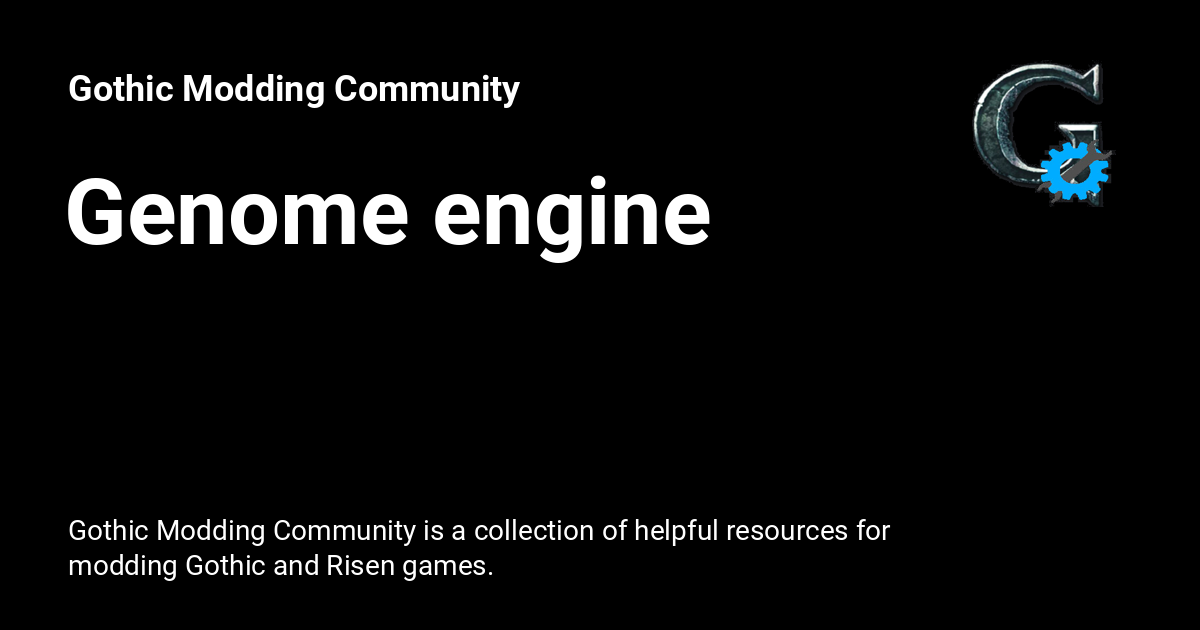 Gothic Modding Community
Genome engine
Gothic Modding Community is a collection of helpful resources for
modding Gothic and Risen games.